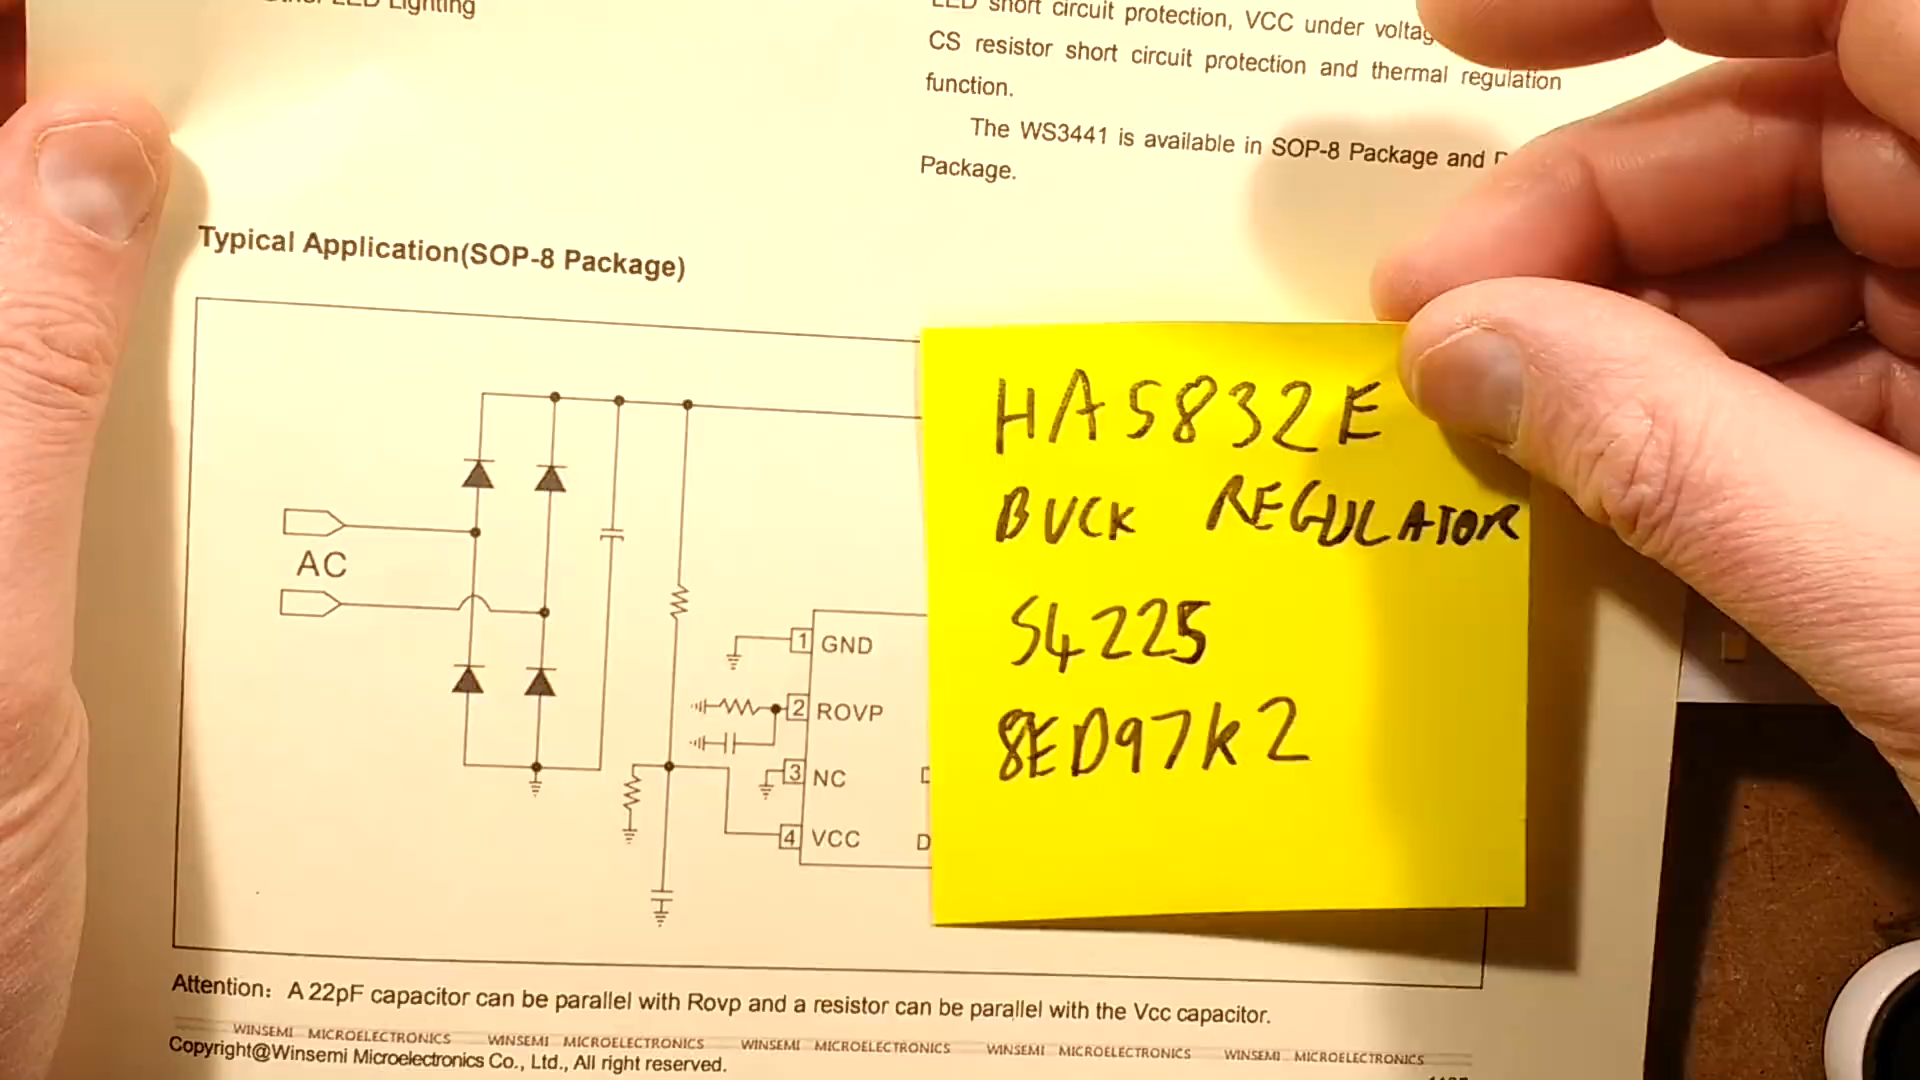 Lighting
short circuit protection, VCC under
CS resistor short circuit protection and thermal regulation
function.
The WS3441 is available in SOP-8 Package and
Package.
Typical Application(SOP-8 Package)
AC
1 GND
2 ROVP
3 NC
4 VCC
HA5832E
BUCK REGULATOR
S4225
8ED97K2
Attention: A 22pF capacitor can be parallel with Rovp and a resistor can be parallel with the Vcc capacitor.
WINSEMI MICROELECTRONICS WINSEMI MICROELECTRONICS WINSEMI MICROELECTRONICS WINSEMI MICROELECTRONICS WINSEMI MICROELECTRONICS
Copyright@Winsemi Microelectronics Co., Ltd., All right reserved.